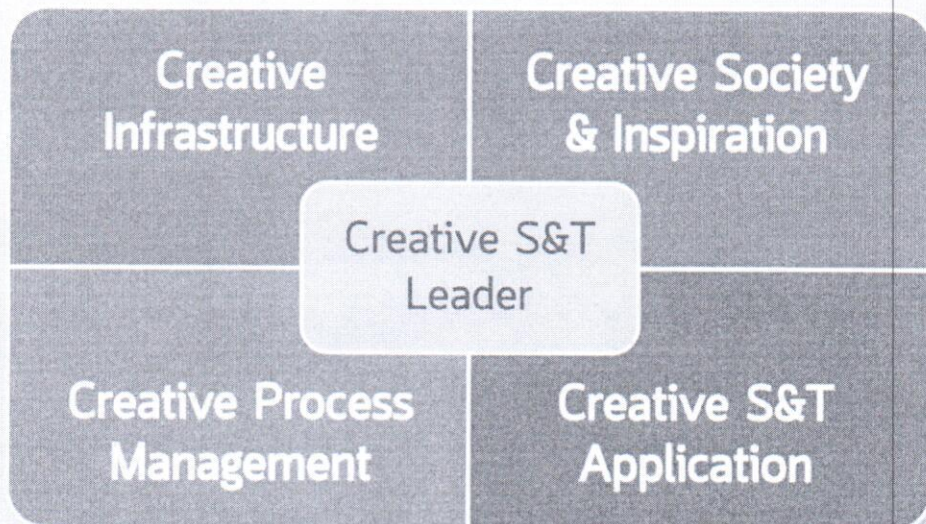 Creative
Infrastructure
Creative Society
& Inspiration
Creative S&T
Leader
Creative Process
Management
Creative S&T
Application